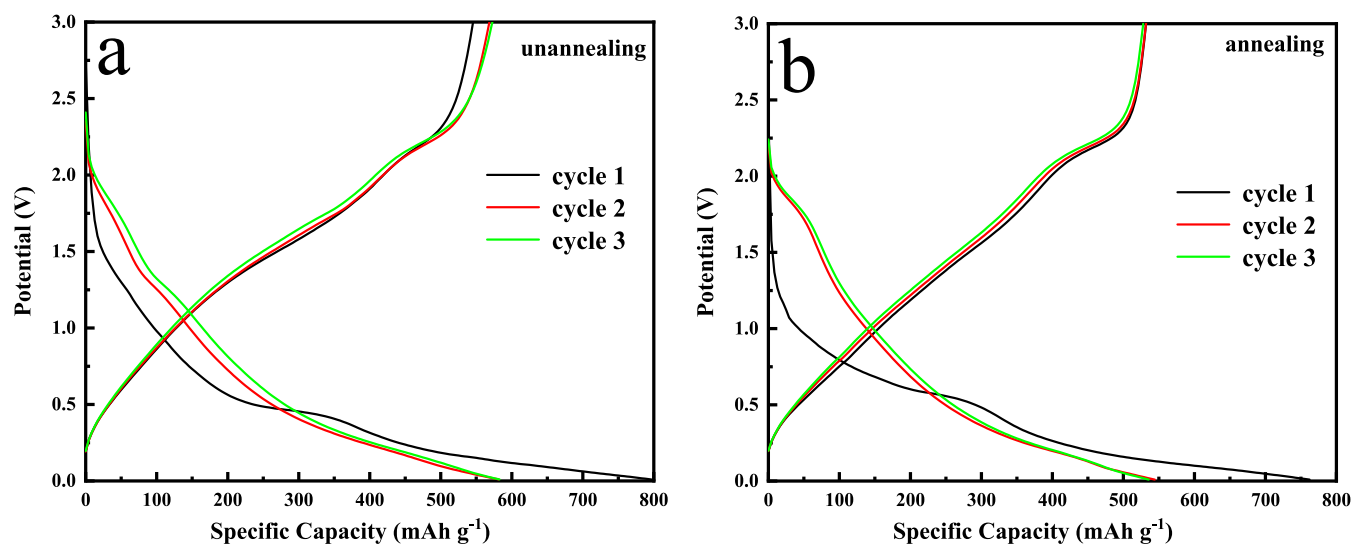 a
unannealing
cycle 1
cycle 2
cycle 3
Potential (V)
3.0
2.5
2.0
1.5
1.0
0.5
0.0
0 100 200 300 400 500 600 700 800
Specific Capacity (mAh g⁻¹)
b
annealing
cycle 1
cycle 2
cycle 3
Potential (V)
3.0
2.5
2.0
1.5
1.0
0.5
0.0
0 100 200 300 400 500 600 700 800
Specific Capacity (mAh g⁻¹)